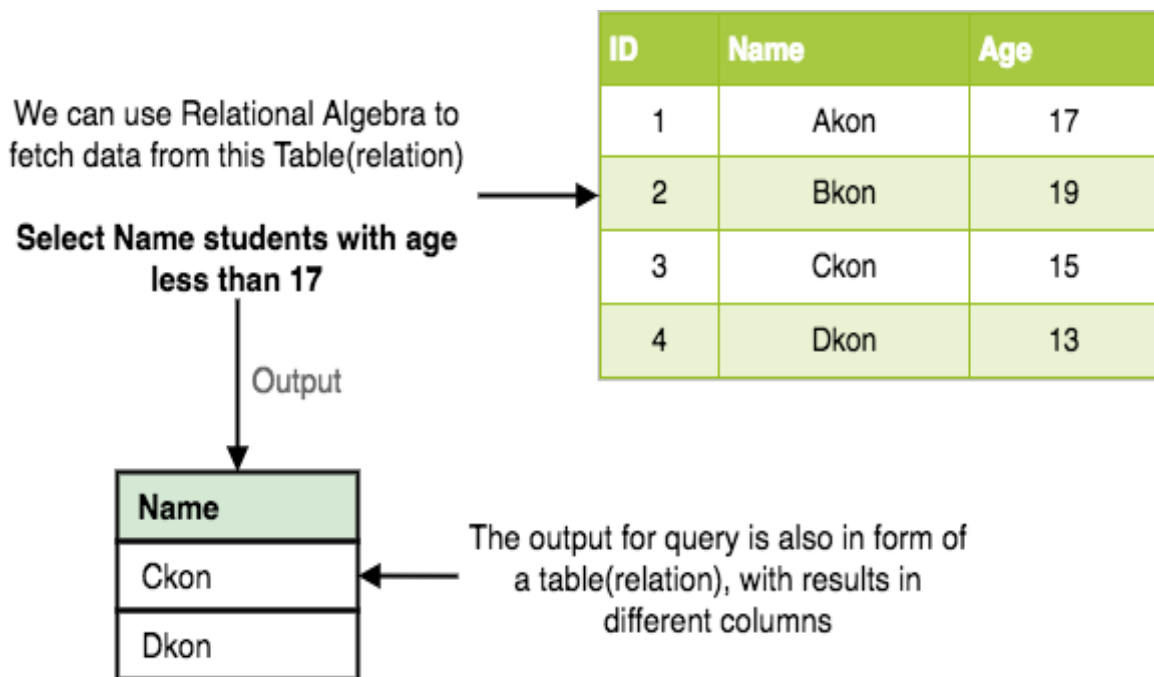 We can use Relational Algebra to
fetch data from this Table(relation)
Select Name students with age
less than 17
ID Name Age
1 Akon 17
2 Bkon 19
3 Ckon 15
4 Dkon 13
Output
Name
Ckon
Dkon
The output for query is also in form of
a table(relation), with results in
different columns